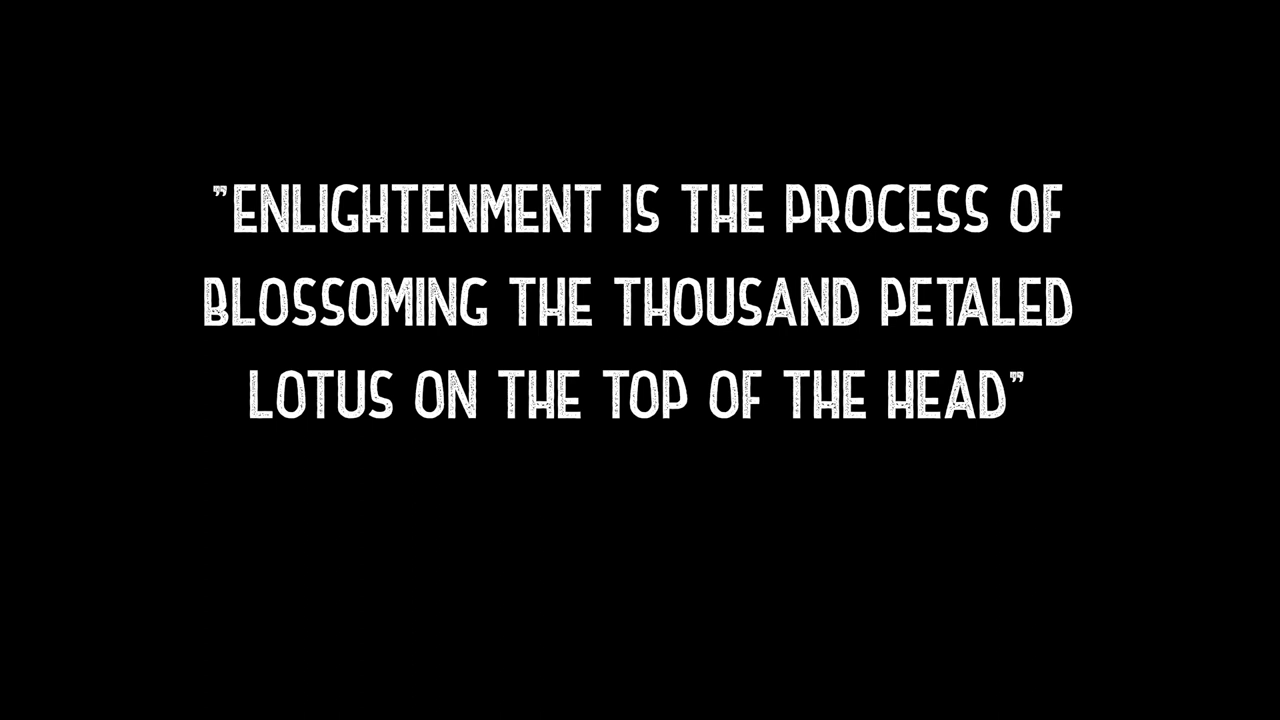 "ENLIGHTENMENT IS THE PROCESS OF
BLOSSOMING THE THOUSAND PETALED
LOTUS ON THE TOP OF THE HEAD"